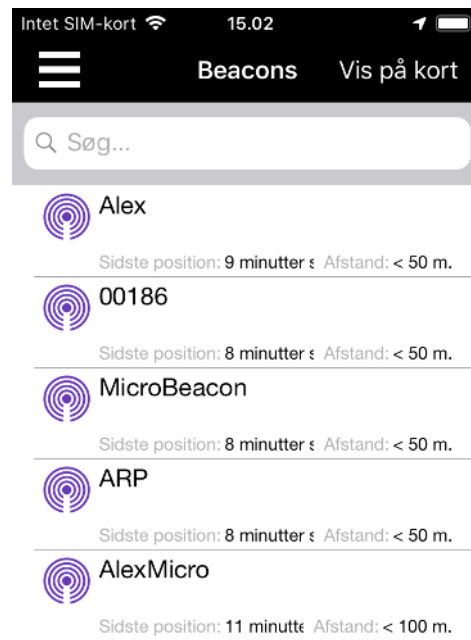 Intet SIM-kort 15.02
Beacons Vis på kort
Søg...
Alex
Sidste position: 9 minutter s Afstand: < 50 m.
00186
Sidste position: 8 minutter s Afstand: < 50 m.
MicroBeacon
Sidste position: 8 minutter s Afstand: < 50 m.
ARP
Sidste position: 8 minutter s Afstand: < 50 m.
AlexMicro
Sidste position: 11 minutte Afstand: < 100 m.